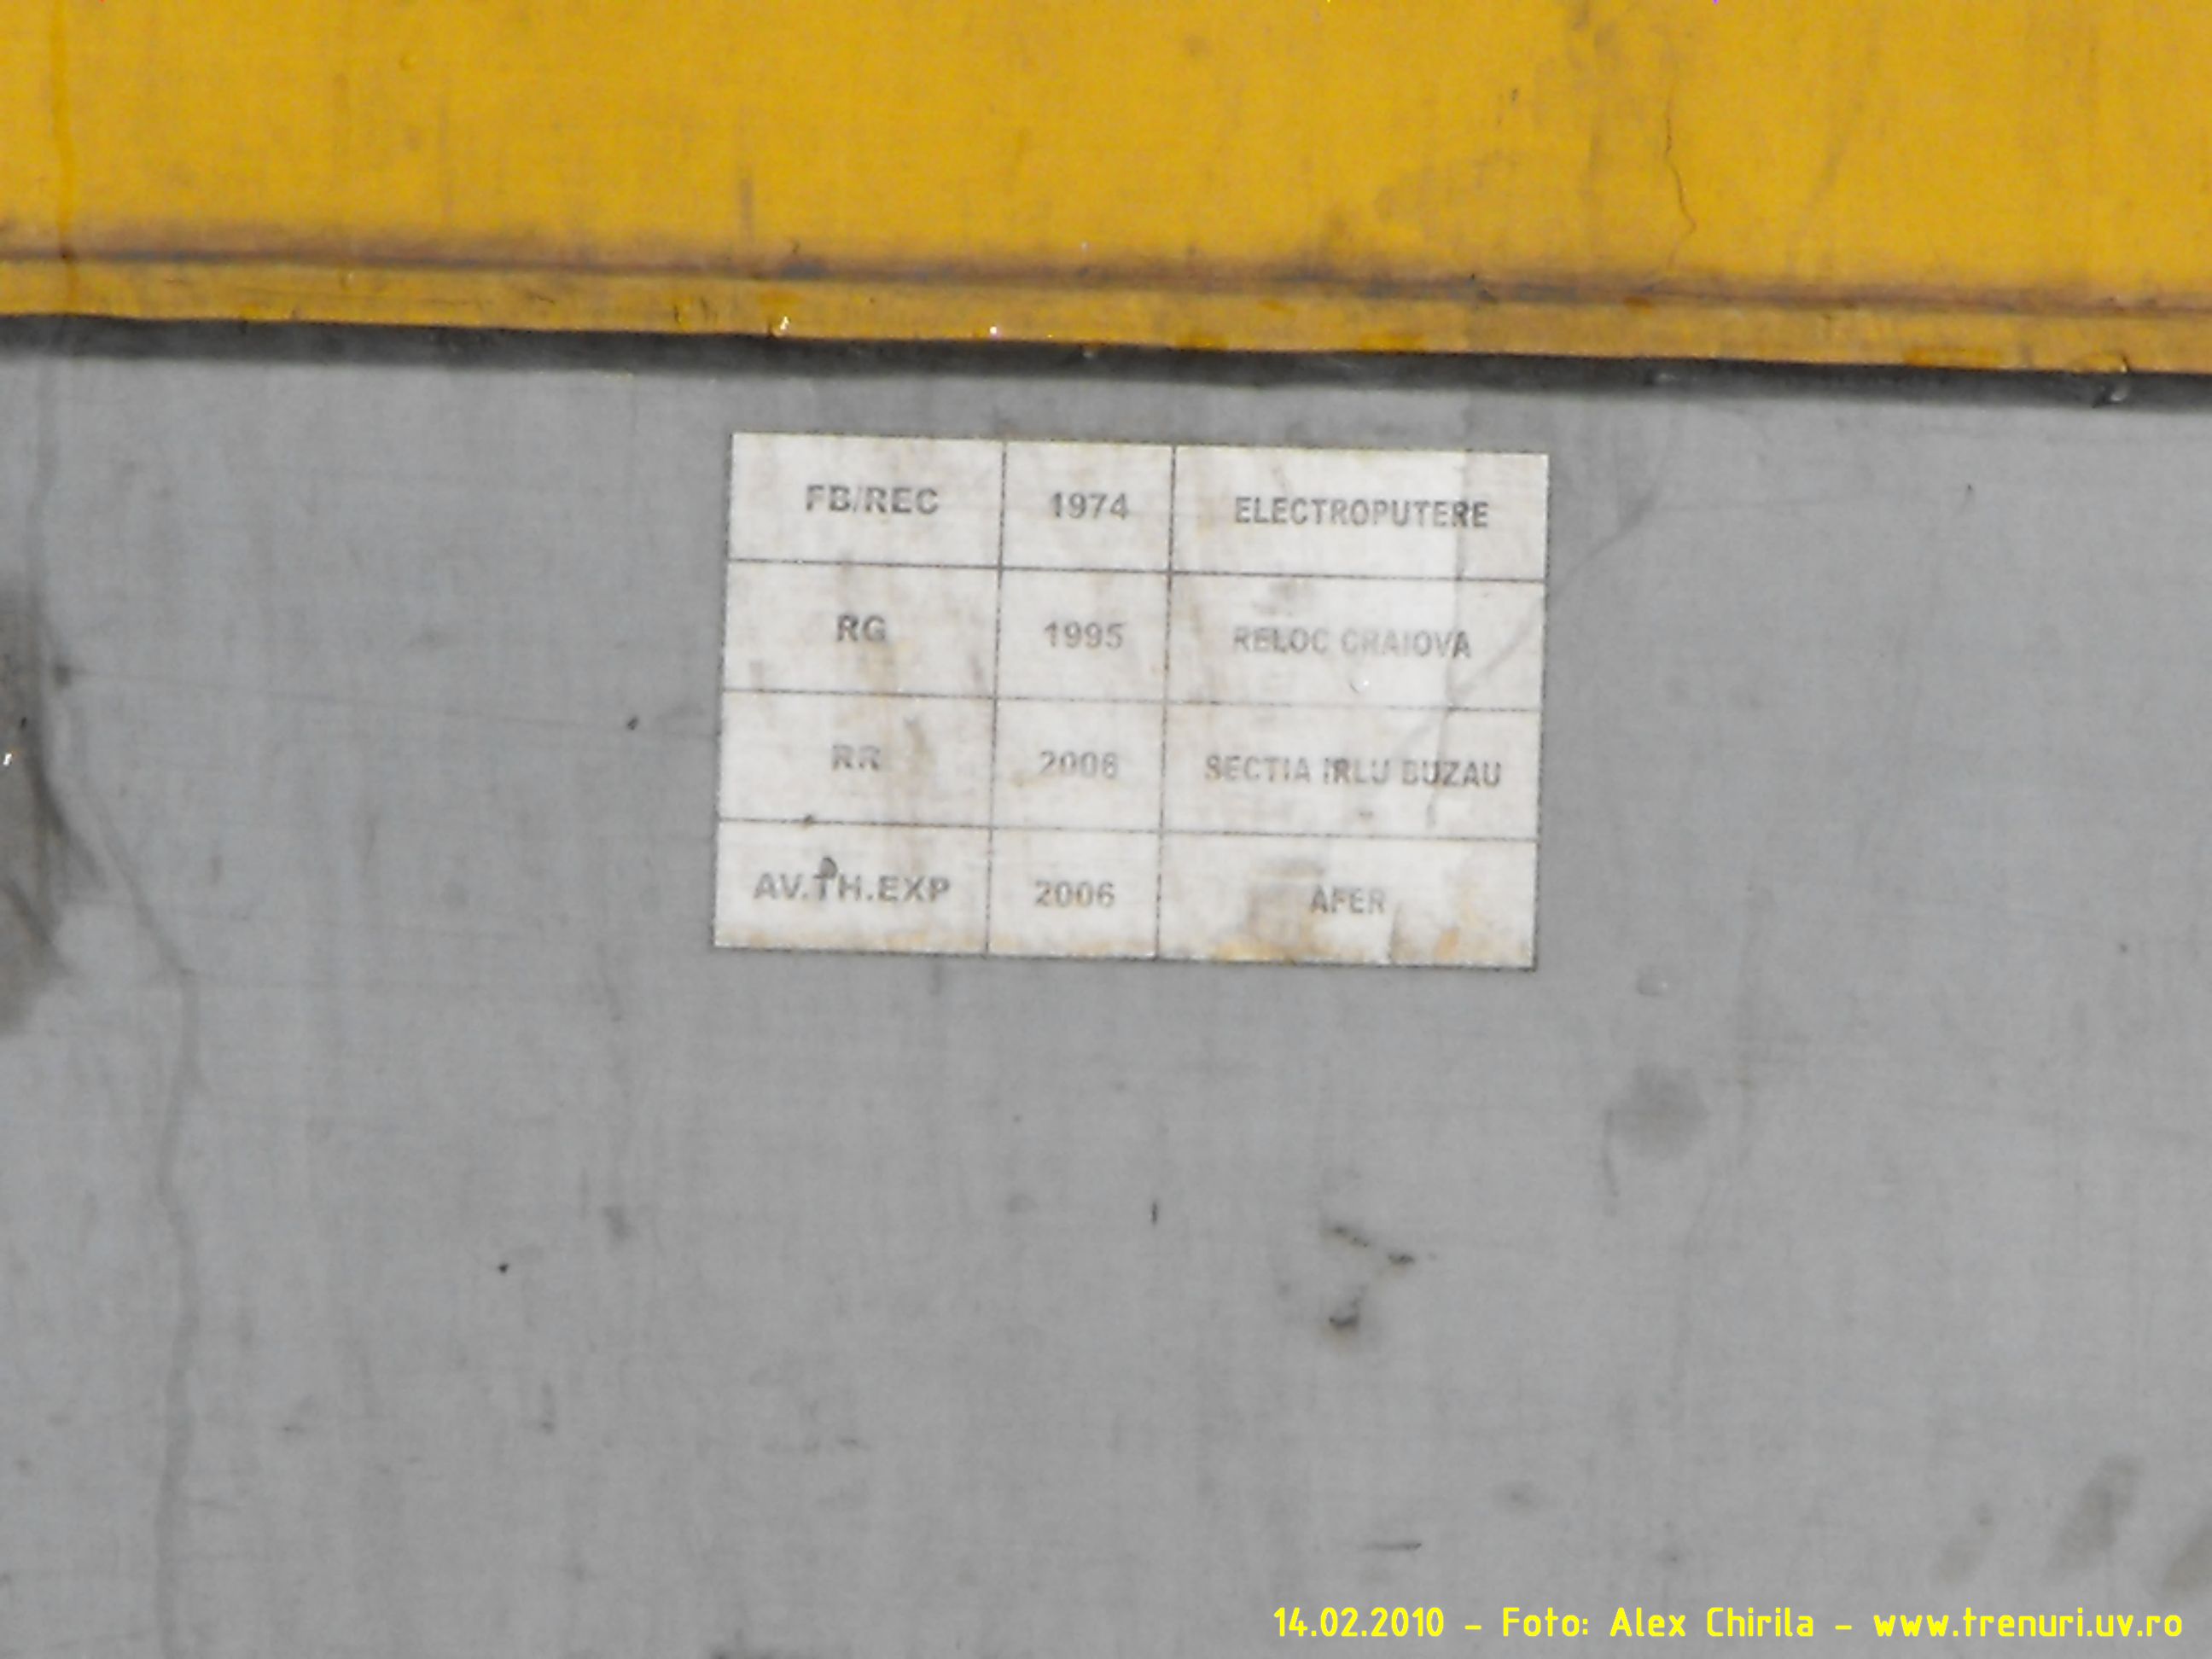 FB/REC 1974 ELECTROPUTERE
RG 1995 RELOC CRAIOVA
RR 2006 SECTIA IRLU BUZAU
AV.TH.EXP 2006 AFER
14.02.2010 - Foto: Alex Chirila - www.trenuri.uv.ro